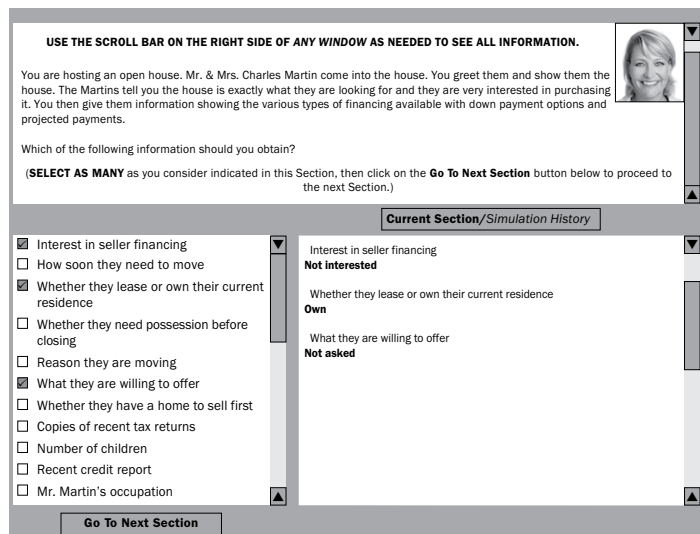 USE THE SCROLL BAR ON THE RIGHT SIDE OF ANY WINDOW AS NEEDED TO SEE ALL INFORMATION.
You are hosting an open house. Mr. & Mrs. Charles Martin come into the house. You greet them and show them the
house. The Martins tell you the house is exactly what they are looking for and they are very interested in purchasing
it. You then give them information showing the various types of financing available with down payment options and
projected payments.
Which of the following information should you obtain?
(SELECT AS MANY as you consider indicated in this Section, then click on the Go To Next Section button below to proceed to
the next Section.)
Current Section/Simulation History
Interest in seller financing
How soon they need to move
Whether they lease or own their current
residence
Whether they need possession before
closing
Reason they are moving
What they are willing to offer
Whether they have a home to sell first
Copies of recent tax returns
Number of children
Recent credit report
Mr. Martin's occupation
Interest in seller financing
Not interested
Whether they lease or own their current residence
Own
What they are willing to offer
Not asked
Go To Next Section